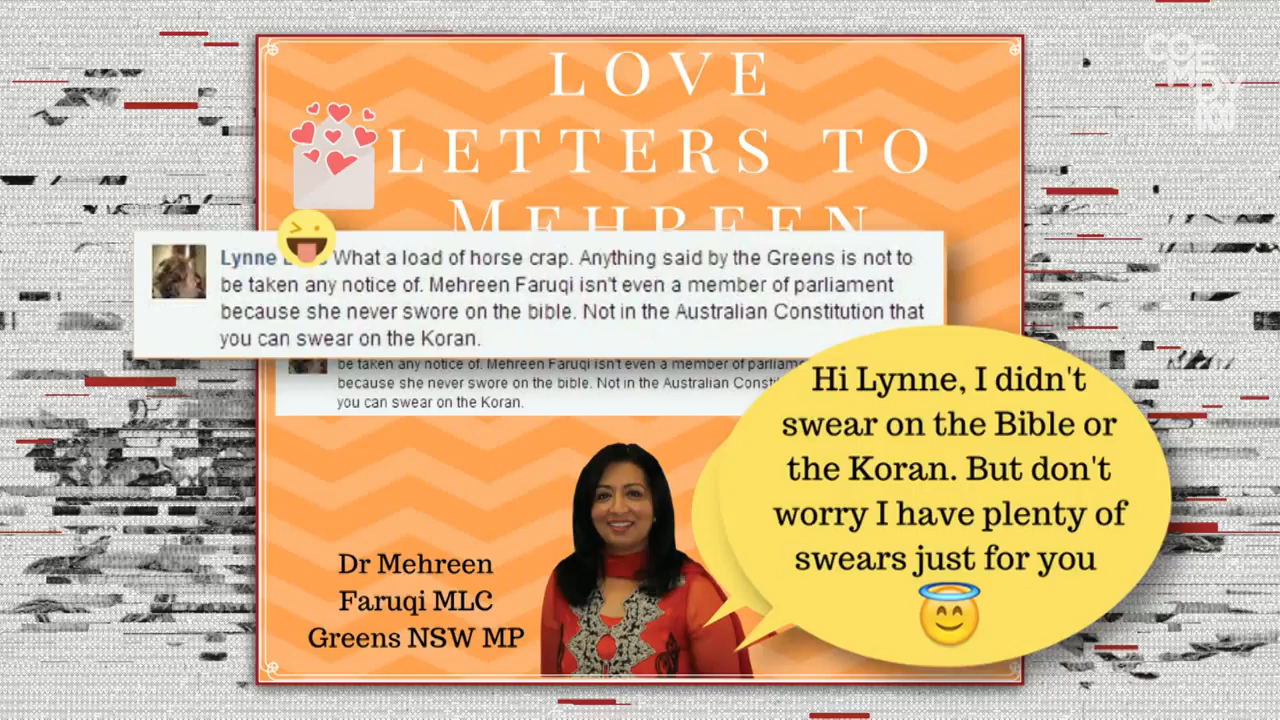 LOVE
LETTERS TO
MEHREEN
Lynne
What a load of horse crap. Anything said by the Greens is not to
be taken any notice of. Mehreen Faruqi isn't even a member of parliament
because she never swore on the bible. Not in the Australian Constitution that
you can swear on the Koran.
be taken any notice of. Mehreen Faruqi isn't even a member of
because she never swore on the bible. Not in the Australian
you can swear on the Koran.
Hi Lynne, I didn't
swear on the Bible or
the Koran. But don't
worry I have plenty of
swears just for you
Dr Mehreen
Faruqi MLC
Greens NSW MP